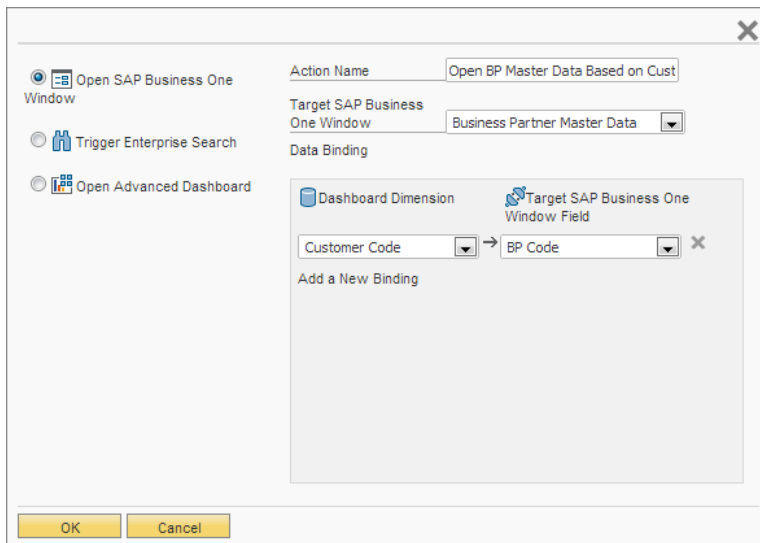 Open SAP Business One
Window
Trigger Enterprise Search
Open Advanced Dashboard
Action Name
Open BP Master Data Based on Cust
Target SAP Business
One Window
Business Partner Master Data
Data Binding
Dashboard Dimension
Target SAP Business One
Window Field
Customer Code
BP Code
Add a New Binding
OK
Cancel